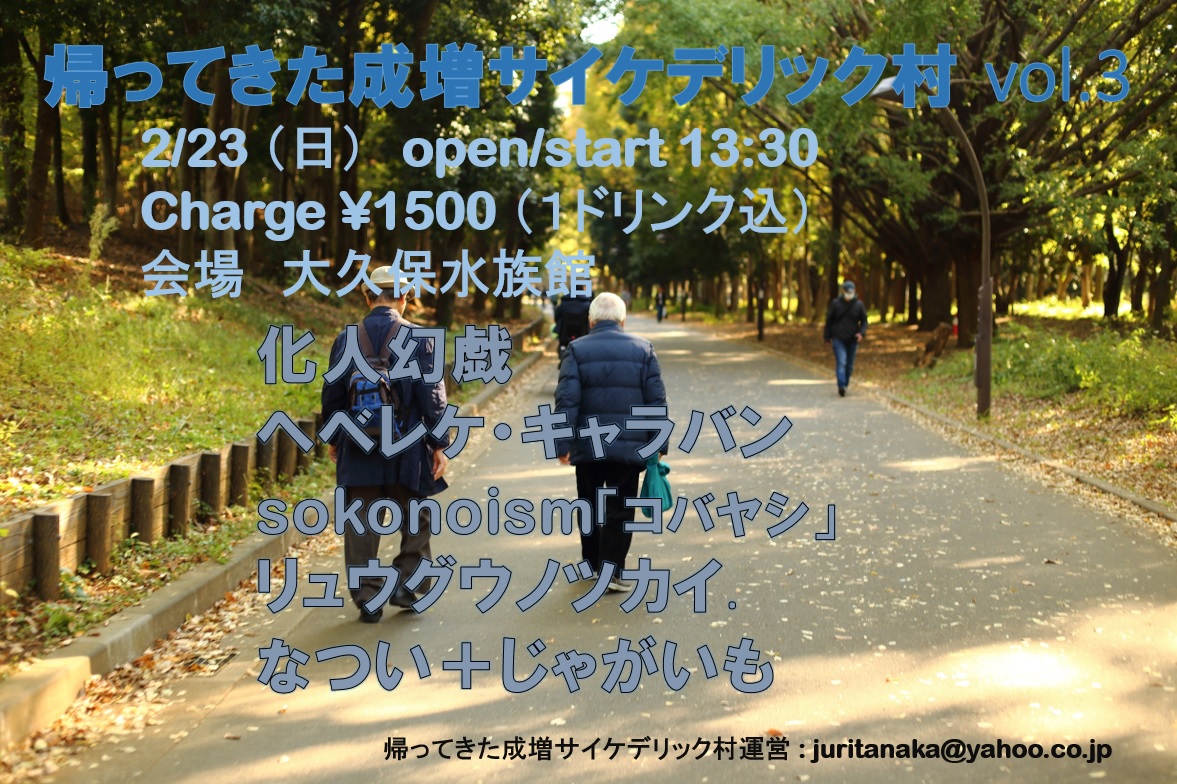 帰ってきた成増サイケデリック村 vol.3
2/23（日） open/start 13:30
Charge ¥1500（1ドリンク込）
会場　大久保水族館
化人幻戯
ヘベレケ・キャラバン
sokonoism「コバヤシ」
リュウグウノツカイ.
なつい＋じゃがいも
帰ってきた成増サイケデリック村運営 : juritanaka@yahoo.co.jp